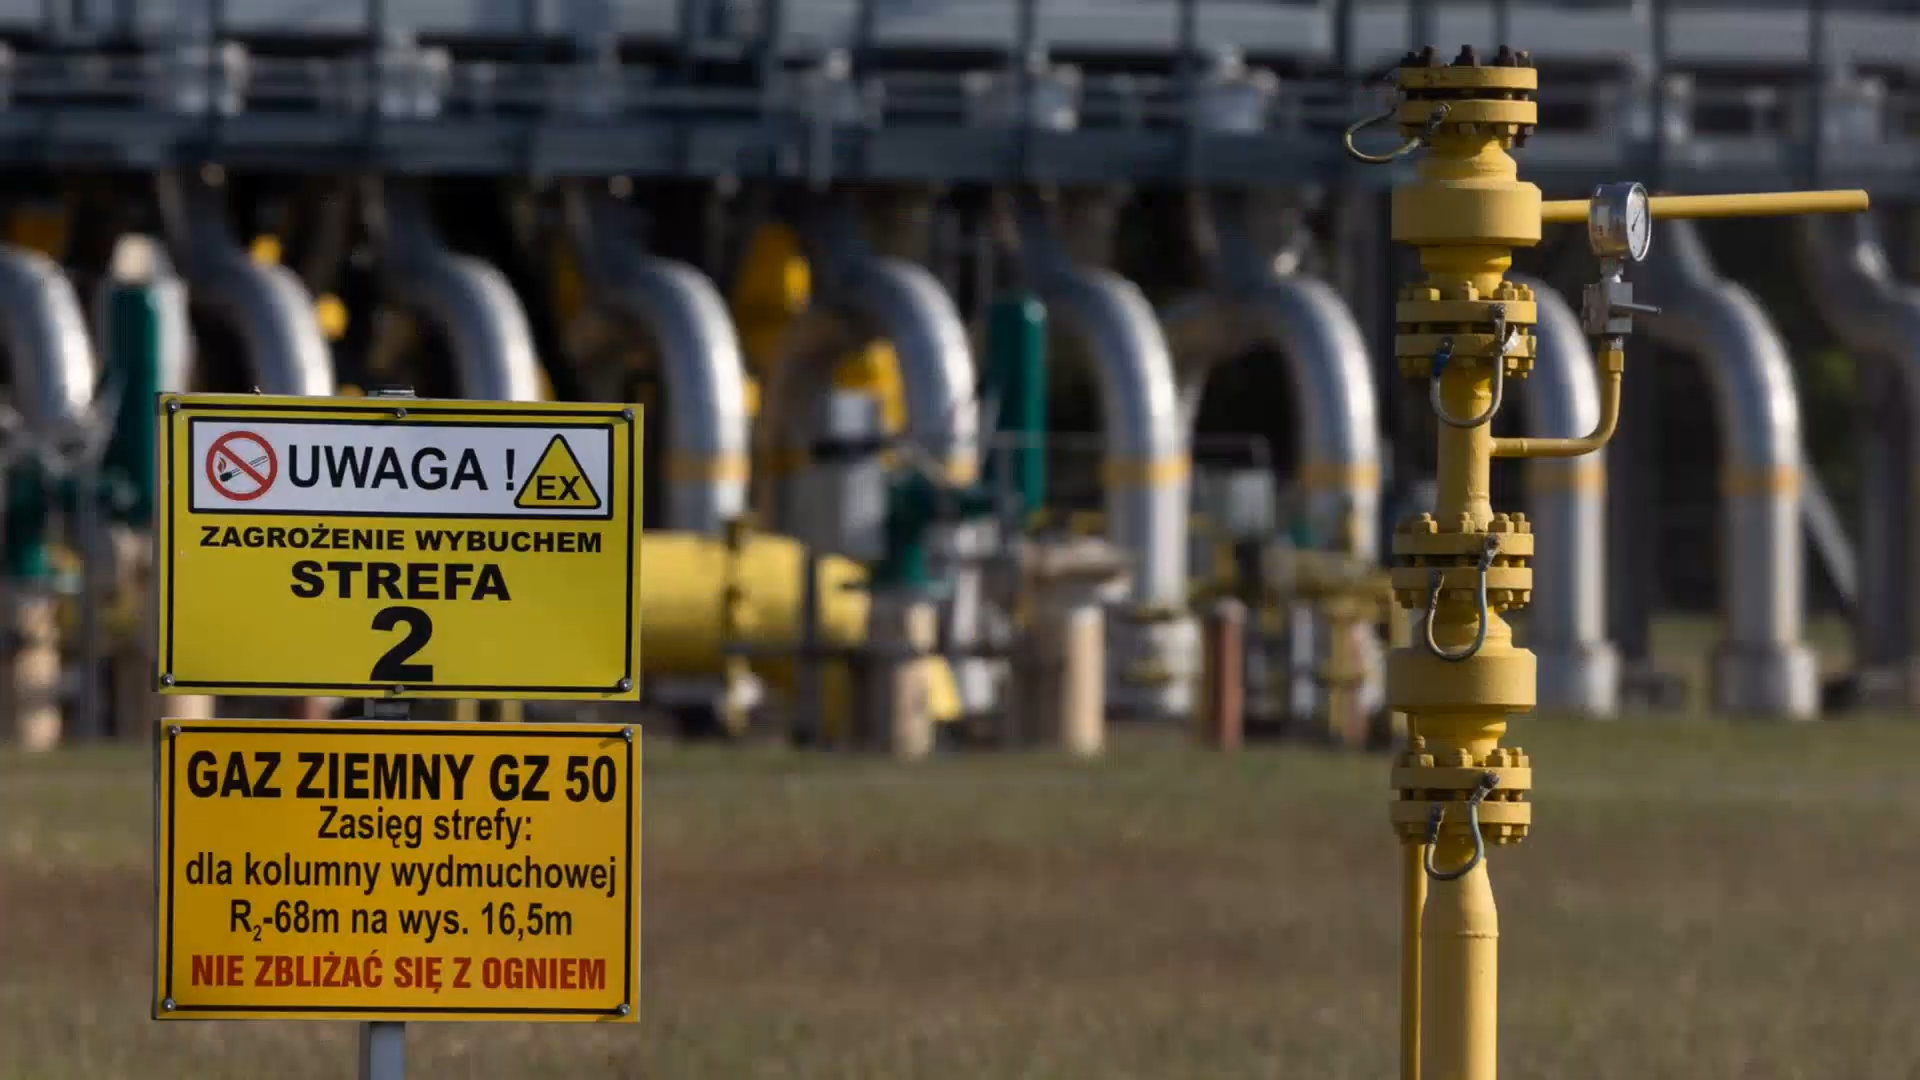 UWAGA !
EX
ZAGROŻENIE WYBUCHEM
STREFA
2
GAZ ZIEMNY GZ 50
Zasięg strefy:
dla kolumny wydmuchowej
R₂-68m na wys. 16,5m
NIE ZBLIŻAĆ SIĘ Z OGNIEM